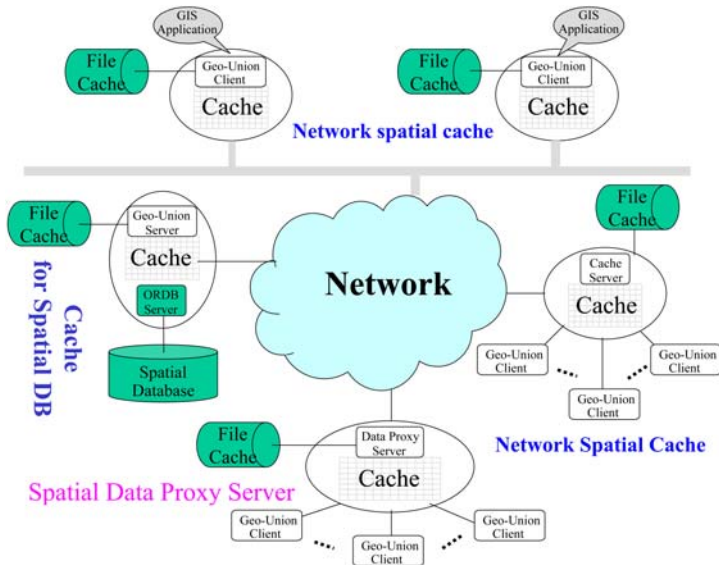 GIS
Application
GIS
Application
File
Cache
Geo-Union
Client
Cache
File
Cache
Geo-Union
Client
Cache
Network spatial cache
File
Cache
Geo-Union
Server
Cache
ORDB
Server
Spatial
Database
Cache
for Spatial DB
Network
File
Cache
Cache
Server
Cache
Geo-Union
Client
Geo-Union
Client
Geo-Union
Client
Network Spatial Cache
File
Cache
Data Proxy
Server
Cache
Spatial Data Proxy Server
Geo-Union
Client
Geo-Union
Client
Geo-Union
Client